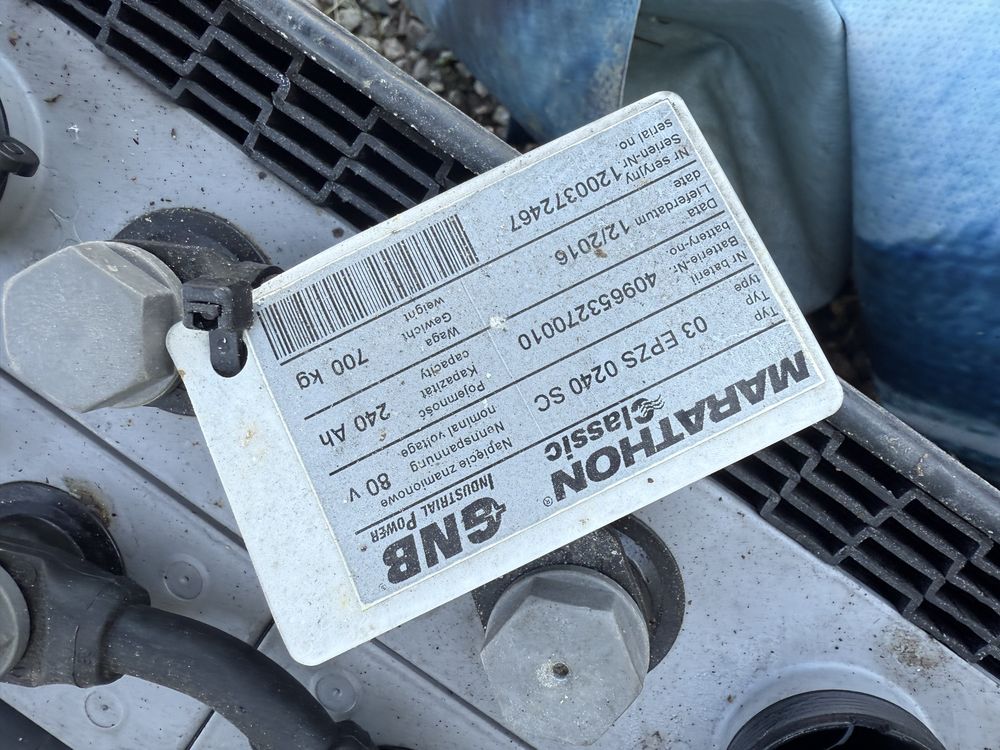 MARATHON®
Classic
GNB
INDUSTRIAL POWER
Typ
type
03 EPZS 0240 SC
Napięcie znamionowe
Nennspannung
nominal voltage
80 V
Nr baterii
Batterie-Nr.
battery-no.
409653270010
Pojemność
Kapazität
capacity
240 Ah
Data
Lieferdatum
date
12/2016
Waga
Gewicht
weight
700 kg
Nr seryjny
Serien-Nr.
serial no.
1200372467